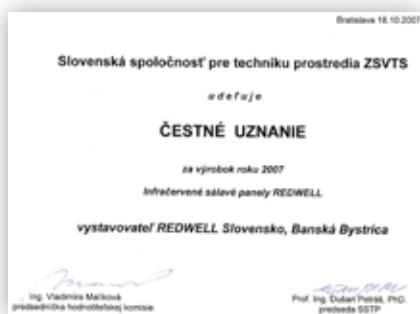 Bratislava 18.10.2007
Slovenská spoločnosť pre techniku prostredia ZSVTS
udeľuje
ČESTNÉ UZNANIE
za výrobok roku 2007
Infračervené sálavé panely REDWELL
vystavovateľ REDWELL Slovensko, Banská Bystrica
Ing. Vladimíra Malíková
predsedníčka hodnotiteľskej komisie
Prof. Ing. Dušan Petráš, PhD.
predseda SSTP